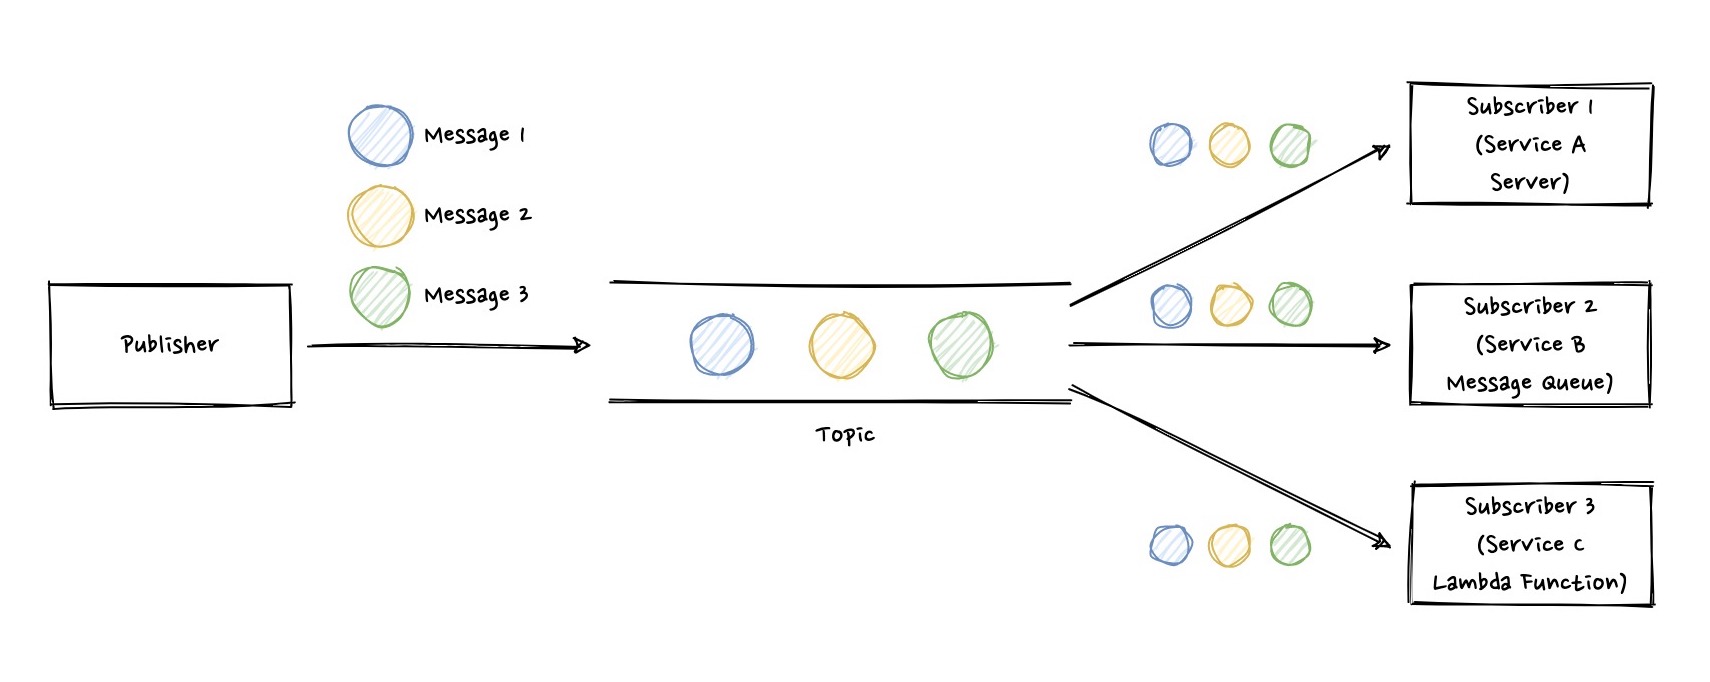 Message 1
Message 2
Message 3
Publisher
Topic
Subscriber 1
(Service A
Server)
Subscriber 2
(Service B
Message Queue)
Subscriber 3
(Service C
Lambda Function)